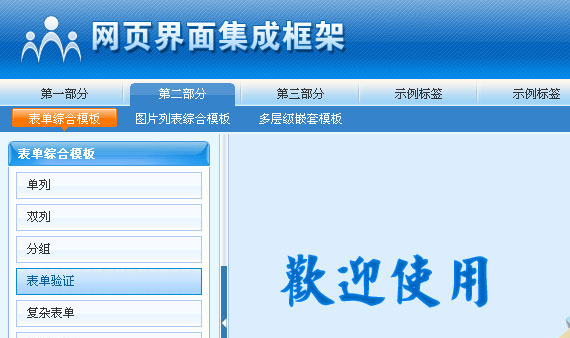 网页界面集成框架
第一部分 第二部分 第三部分 示例标签 示例标签
表单综合模板 图片列表综合模板 多层级嵌套模板
表单综合模板
单列
双列
分组
表单验证
复杂表单
歡迎使用